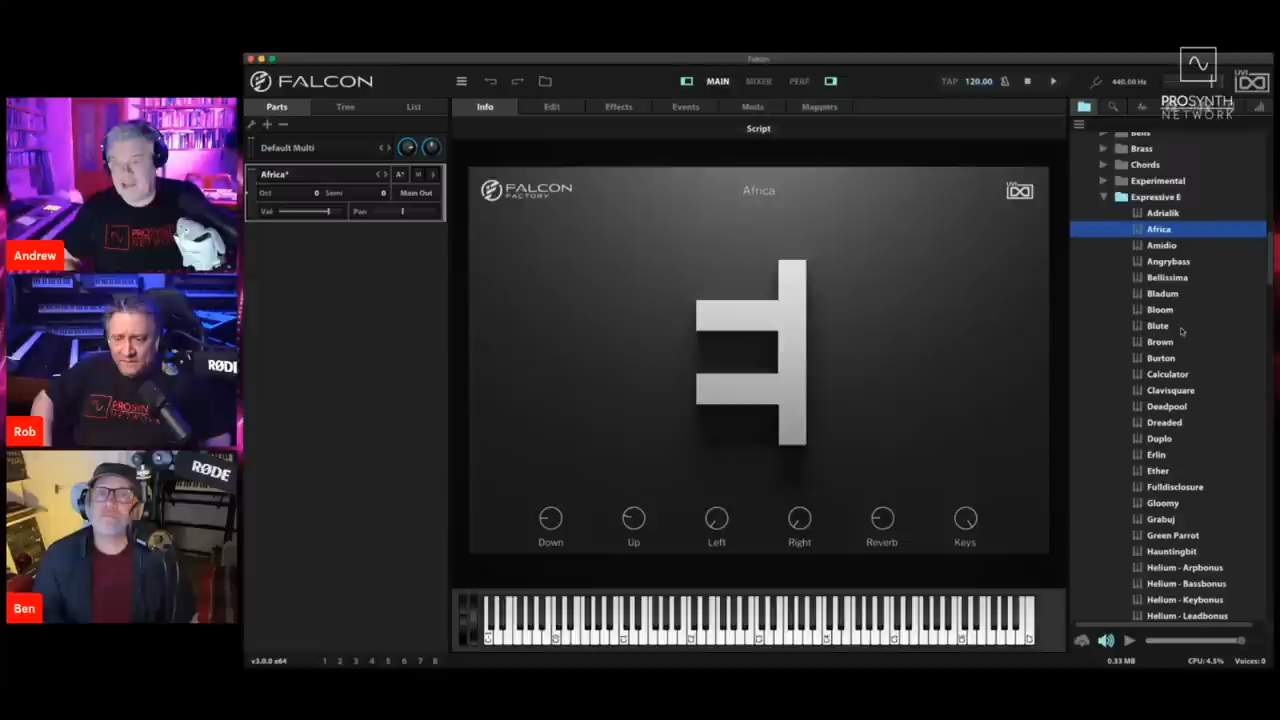 FALCON
Falcon
MAIN
MIXER
PERF
TAP
120.00
440.00 Hz
UVI
PROSYNTH
NETWORK
Parts
Tree
List
Info
Edit
Effects
Events
Mods
Mappers
Script
Default Multi
Africa*
Oct
0
Semi
0
Main Out
Vol
Pan
FALCON
FACTORY
Africa
UVI
Down
Up
Left
Right
Reverb
Keys
Bells
Brass
Chords
Experimental
Expressive E
Adrialik
Africa
Amidio
Angrybass
Bellissima
Bladum
Bloom
Blute
Brown
Burton
Calculator
Clavisquare
Deadpool
Dreaded
Duplo
Erlin
Ether
Fulldisclosure
Gloomy
Grabuj
Green Parrot
Hauntingbit
Helium - Arpbonus
Helium - Bassbonus
Helium - Keybonus
Helium - Leadbonus
v3.0.0 x64
1 2 3 4 5 6 7 8
0.33 MB
CPU: 4.5%
Voices: 0
Andrew
RØDE
PROSYN
Rob
RØDE
Ben